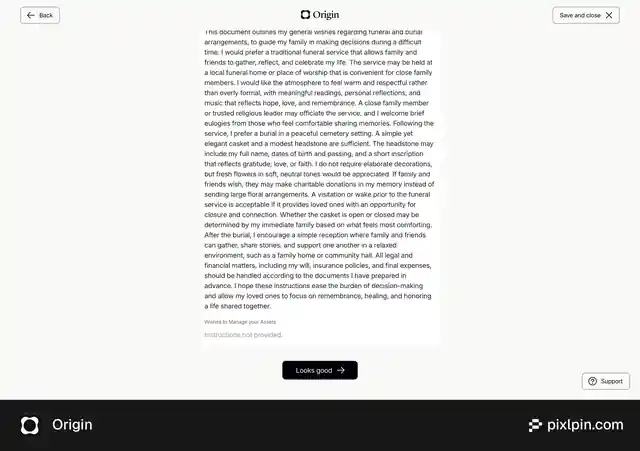 Back
Origin
Save and close
This document outlines my general wishes regarding funeral and burial
arrangements, to guide my family in making decisions during a difficult
time. I would prefer a traditional funeral service that allows family and
friends to gather, reflect, and celebrate my life. The service may be held at
a local funeral home or place of worship that is convenient for close family
members. I would like the atmosphere to feel warm and respectful rather
than overly formal, with meaningful readings, personal reflections, and
music that reflects hope, love, and remembrance. A close family member
or trusted religious leader may officiate the service, and I welcome brief
eulogies from those who feel comfortable sharing memories. Following the
service, I prefer a burial in a peaceful cemetery setting. A simple yet
elegant casket and a modest headstone are sufficient. The headstone may
include my full name, dates of birth and passing, and a short inscription
that reflects gratitude, love, or faith. I do not require elaborate decorations,
but fresh flowers in soft, neutral tones would be appreciated. If family and
friends wish, they may make charitable donations in my memory instead of
sending large floral arrangements. A visitation or wake prior to the funeral
service is acceptable if it provides loved ones with an opportunity for
closure and connection. Whether the casket is open or closed may be
determined by my immediate family based on what feels most comforting.
After the burial, I encourage a simple reception where family and friends
can gather, share stories, and support one another in a relaxed
environment, such as a family home or community hall. All legal and
financial matters, including my will, insurance policies, and final expenses,
should be handled according to the documents I have prepared in
advance. I hope these instructions ease the burden of decision-making
and allow my loved ones to focus on remembrance, healing, and honoring
a life shared together.
Wishes to Manage your Assets
Instructions not provided.
Looks good
Support
Origin
pixlpin.com